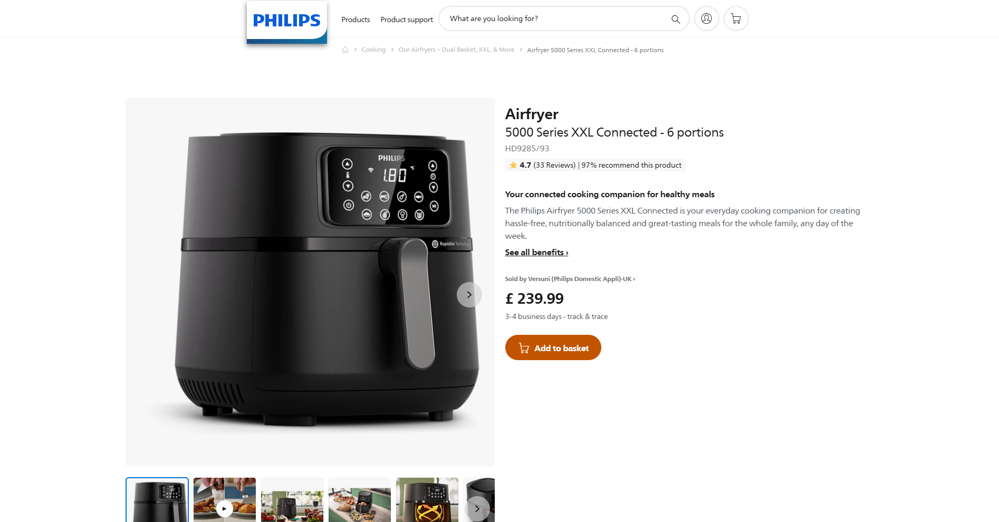 PHILIPS
Products
Product support
What are you looking for?
Cooking
Our Airfryers – Dual Basket, XXL, & More
Airfryer 5000 Series XXL Connected - 6 portions
PHILIPS
180
°C
RapidAir Technology
Airfryer
5000 Series XXL Connected - 6 portions
HD9285/93
4.7 (33 Reviews) | 97% recommend this product
Your connected cooking companion for healthy meals
The Philips Airfryer 5000 Series XXL Connected is your everyday cooking companion for creating
hassle-free, nutritionally balanced and great-tasting meals for the whole family, any day of the
week.
See all benefits ›
Sold by Versuni (Philips Domestic Appli)-UK ›
£ 239.99
3-4 business days - track & trace
Add to basket